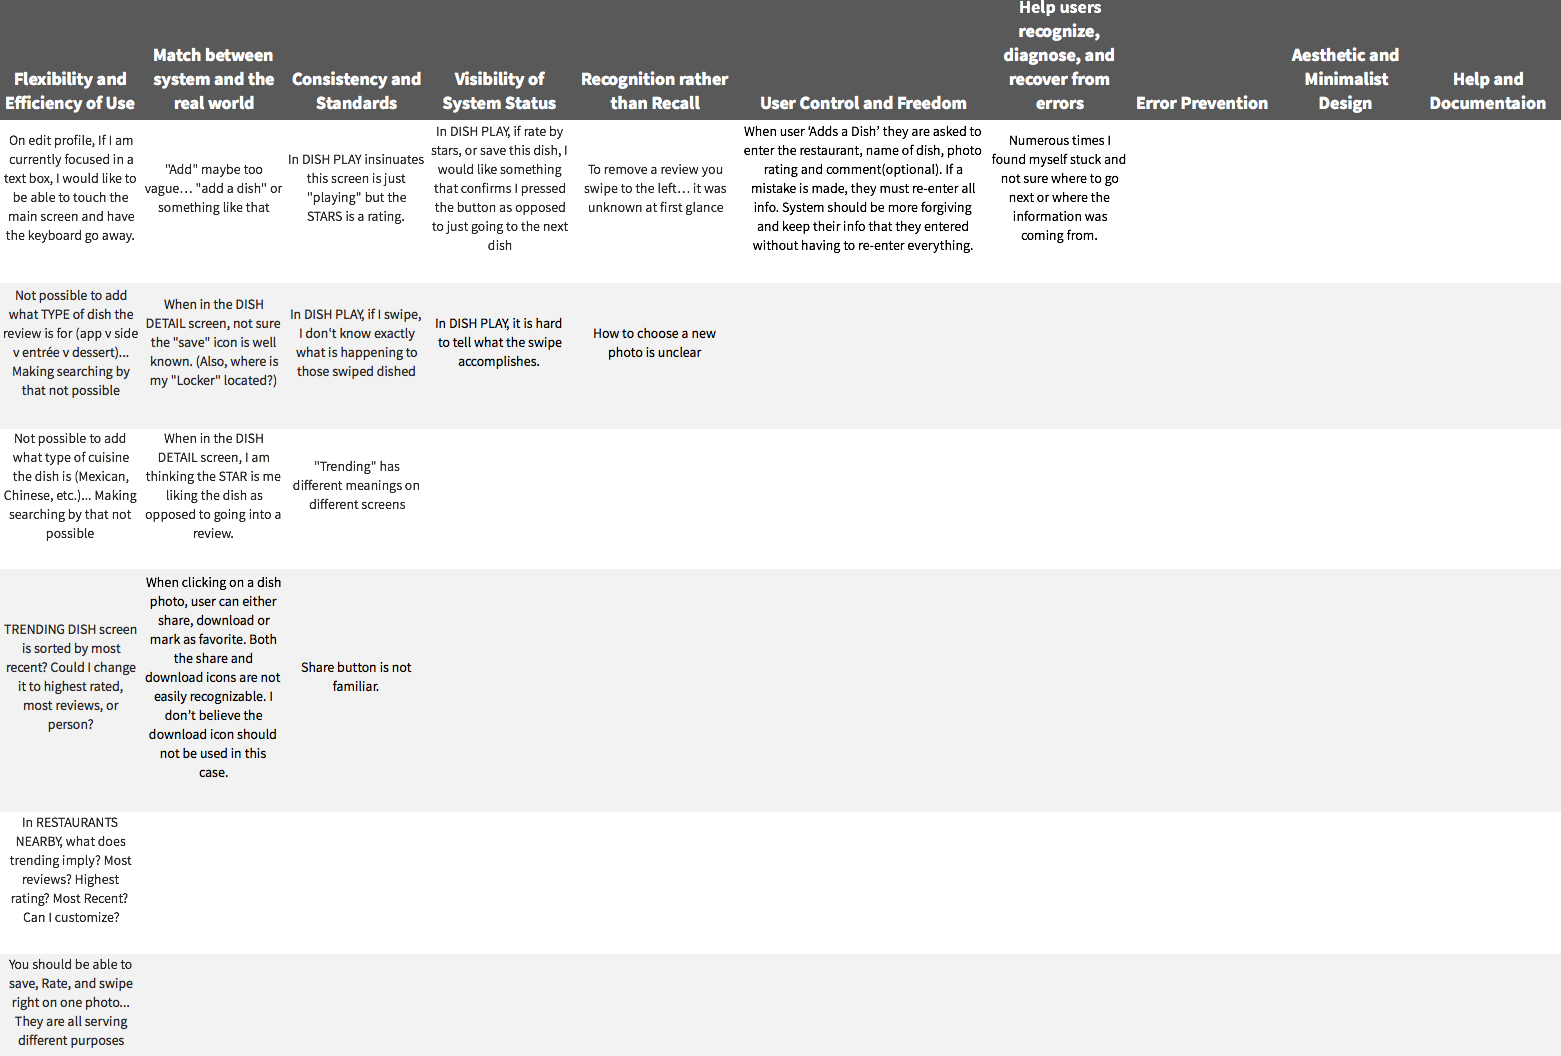 Flexibility and
Efficiency of Use
Match between
system and the
real world
Consistency and
Standards
Visibility of
System Status
Recognition rather
than Recall
User Control and Freedom
Help users
recognize,
diagnose, and
recover from
errors
Error Prevention
Aesthetic and
Minimalist
Design
Help and
Documentaion
On edit profile, If I am
currently focused in a
text box, I would like to
be able to touch the
main screen and have
the keyboard go away.
"Add" maybe too
vague... "add a dish" or
something like that
In DISH PLAY insinuates
this screen is just
"playing" but the
STARS is a rating.
In DISH PLAY, if rate by
stars, or save this dish, I
would like something
that confirms I pressed
the button as opposed
to just going to the next
dish
To remove a review you
swipe to the left... it was
unknown at first glance
When user ‘Adds a Dish’ they are asked to
enter the restaurant, name of dish, photo
rating and comment(optional). If a
mistake is made, they must re-enter all
info. System should be more forgiving
and keep their info that they entered
without having to re-enter everything.
Numerous times I
found myself stuck and
not sure where to go
next or where the
information was
coming from.
Not possible to add
what TYPE of dish the
review is for (app v side
v entrée v dessert)...
Making searching by
that not possible
When in the DISH
DETAIL screen, not sure
the "save" icon is well
known. (Also, where is
my "Locker" located?)
In DISH PLAY, if I swipe,
I don't know exactly
what is happening to
those swiped dished
In DISH PLAY, it is hard
to tell what the swipe
accomplishes.
How to choose a new
photo is unclear
Not possible to add
what type of cuisine
the dish is (Mexican,
Chinese, etc.)... Making
searching by that not
possible
When in the DISH
DETAIL screen, I am
thinking the STAR is me
liking the dish as
opposed to going into a
review.
"Trending" has
different meanings on
different screens
TRENDING DISH screen
is sorted by most
recent? Could I change
it to highest rated,
most reviews, or
person?
When clicking on a dish
photo, user can either
share, download or
mark as favorite. Both
the share and
download icons are not
easily recognizable. I
don’t believe the
download icon should
not be used in this
case.
Share button is not
familiar.
In RESTAURANTS
NEARBY, what does
trending imply? Most
reviews? Highest
rating? Most Recent?
Can I customize?
You should be able to
save, Rate, and swipe
right on one photo...
They are all serving
different purposes